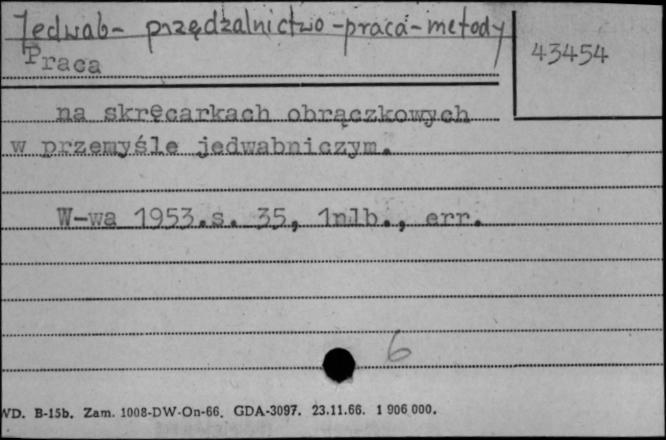 Jedwab - przędzalnictwo - praca - metody
43454
Praca
na skręcarkach obrączkowych
w przemyśle jedwabniczym.
W-wa 1953.s. 35, 1nlb., err.
6
WD. B-15b. Zam. 1008-DW-On-66. GDA-3097. 23.11.66. 1 906 000.